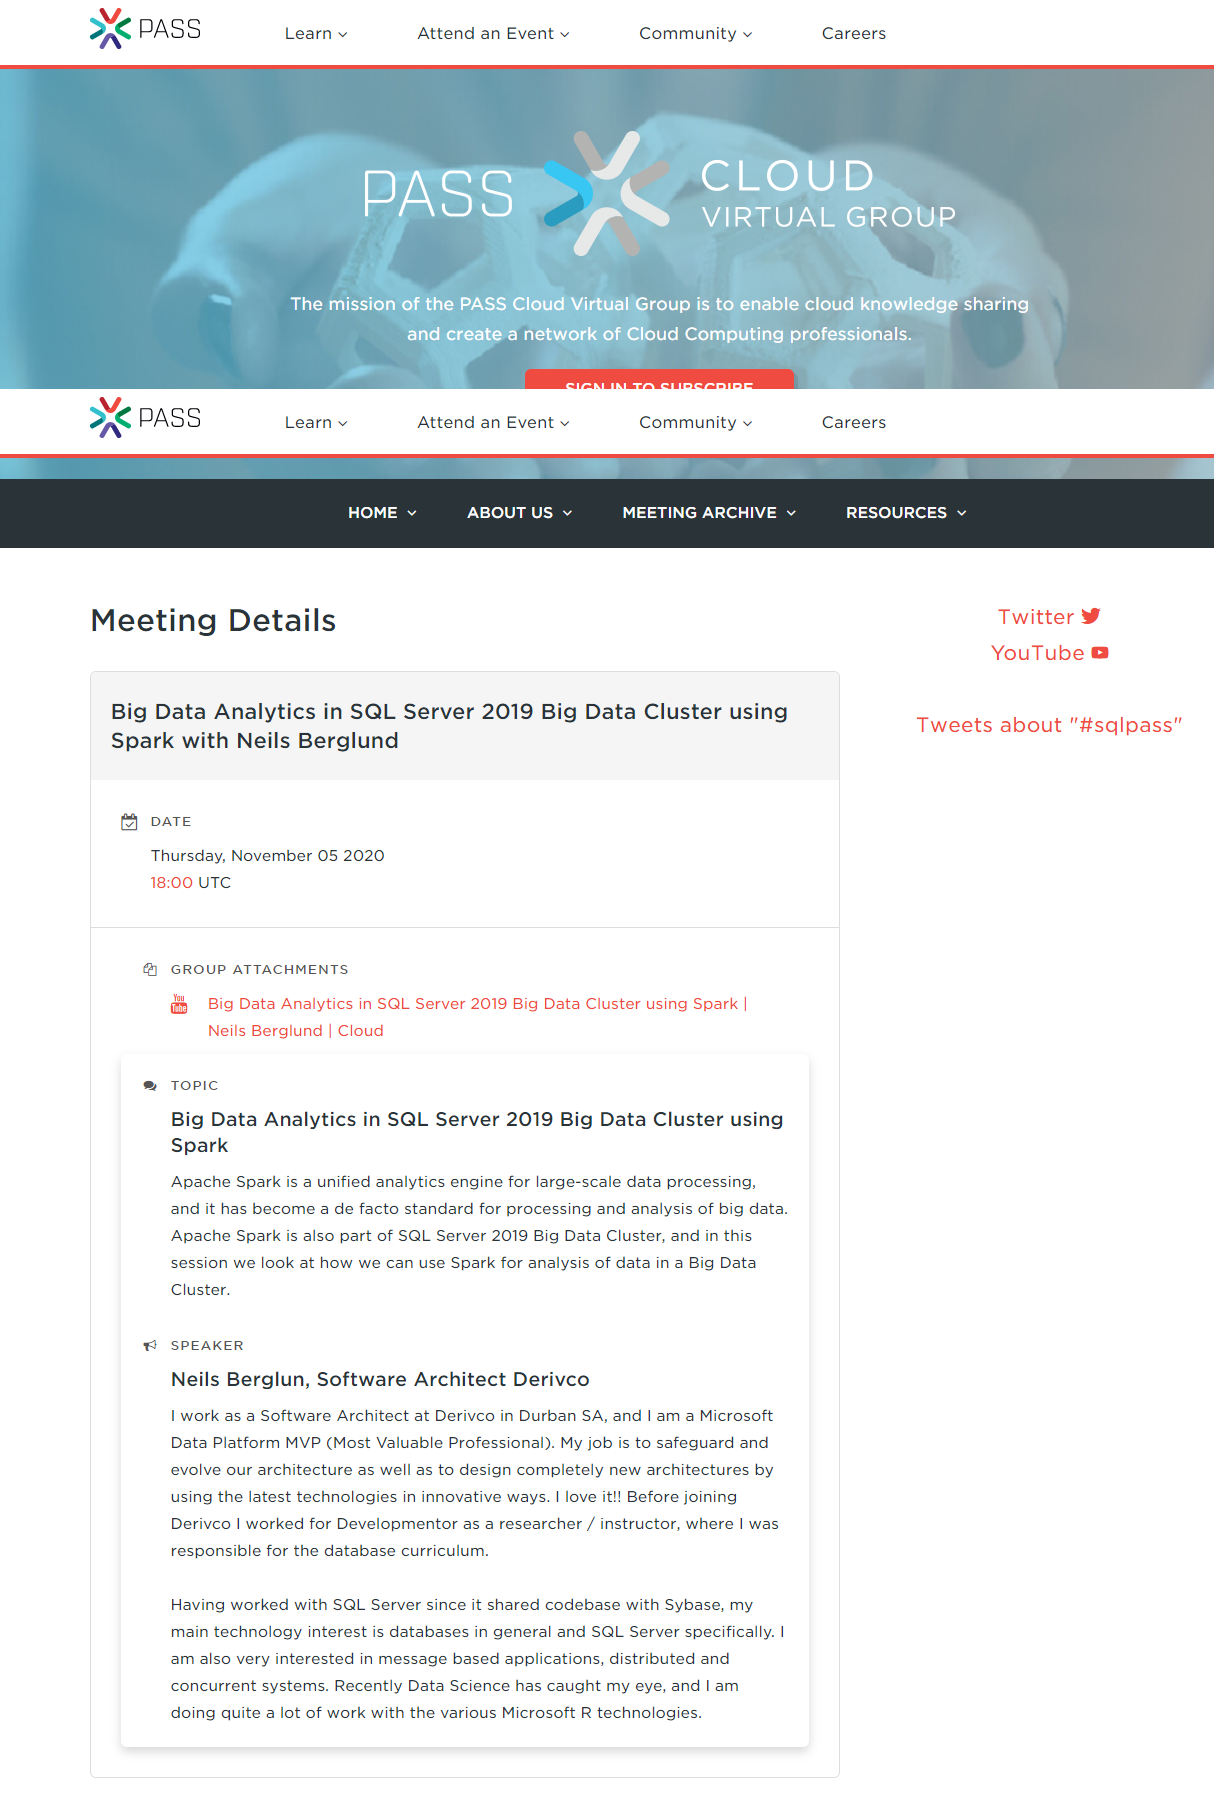 PASS Learn Attend an Event Community Careers
PASS CLOUD
VIRTUAL GROUP
The mission of the PASS Cloud Virtual Group is to enable cloud knowledge sharing
and create a network of Cloud Computing professionals.
SIGN IN TO SUBSCRIBE
PASS Learn Attend an Event Community Careers
HOME ABOUT US MEETING ARCHIVE RESOURCES
Meeting Details
Big Data Analytics in SQL Server 2019 Big Data Cluster using
Spark with Neils Berglund
DATE
Thursday, November 05 2020
18:00 UTC
GROUP ATTACHMENTS
You
Tube
Big Data Analytics in SQL Server 2019 Big Data Cluster using Spark |
Neils Berglund | Cloud
TOPIC
Big Data Analytics in SQL Server 2019 Big Data Cluster using
Spark
Apache Spark is a unified analytics engine for large-scale data processing,
and it has become a de facto standard for processing and analysis of big data.
Apache Spark is also part of SQL Server 2019 Big Data Cluster, and in this
session we look at how we can use Spark for analysis of data in a Big Data
Cluster.
SPEAKER
Neils Berglun, Software Architect Derivco
I work as a Software Architect at Derivco in Durban SA, and I am a Microsoft
Data Platform MVP (Most Valuable Professional). My job is to safeguard and
evolve our architecture as well as to design completely new architectures by
using the latest technologies in innovative ways. I love it!! Before joining
Derivco I worked for Developmentor as a researcher / instructor, where I was
responsible for the database curriculum.
Having worked with SQL Server since it shared codebase with Sybase, my
main technology interest is databases in general and SQL Server specifically. I
am also very interested in message based applications, distributed and
concurrent systems. Recently Data Science has caught my eye, and I am
doing quite a lot of work with the various Microsoft R technologies.
Twitter
YouTube
Tweets about "#sqlpass"